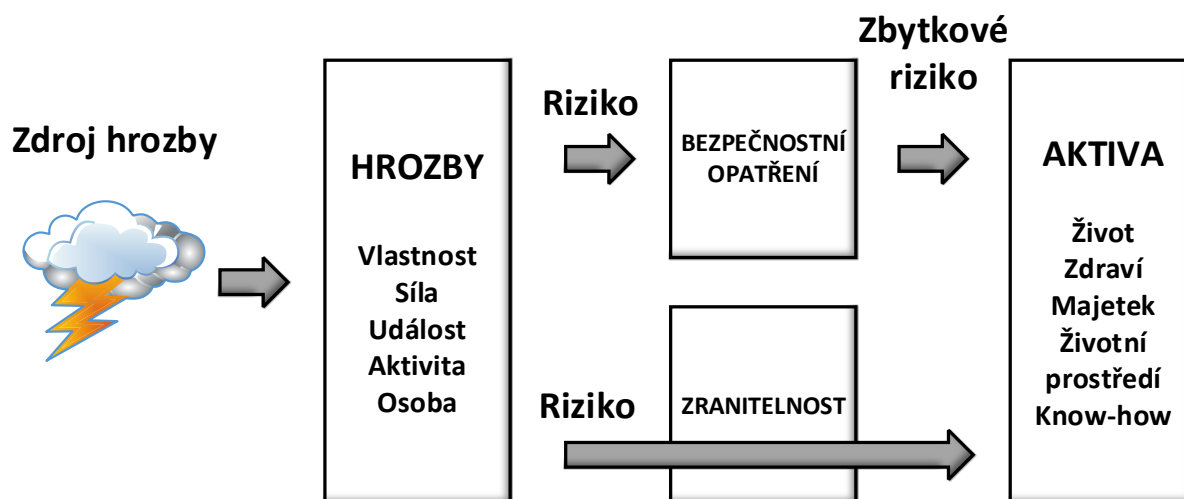 Zdroj hrozby
HROZBY
Vlastnost
Síla
Událost
Aktivita
Osoba
Riziko
BEZPEČNOSTNÍ
OPATŘENÍ
Zbytkové
riziko
Riziko
ZRANITELNOST
AKTIVA
Život
Zdraví
Majetek
Životní
prostředí
Know-how